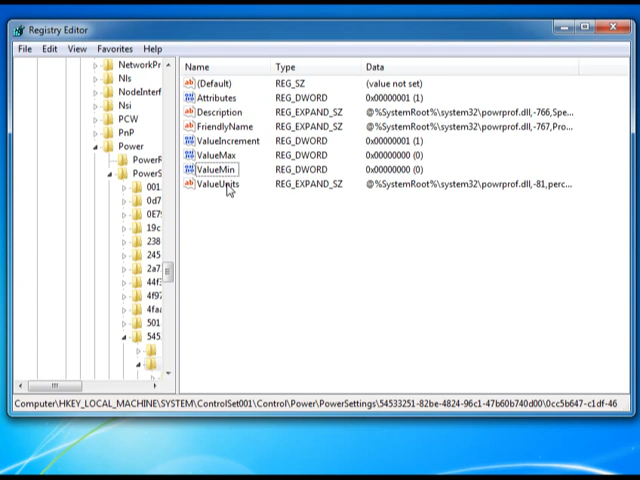 Registry Editor
File Edit View Favorites Help
Name Type Data
(Default) REG_SZ (value not set)
Attributes REG_DWORD 0x00000001 (1)
Description REG_EXPAND_SZ @%SystemRoot%\system32\powrprof.dll,-766,Spe...
FriendlyName REG_EXPAND_SZ @%SystemRoot%\system32\powrprof.dll,-767,Pro...
ValueIncrement REG_DWORD 0x00000001 (1)
ValueMax REG_DWORD 0x00000000 (0)
ValueMin REG_DWORD 0x00000000 (0)
ValueUnits REG_EXPAND_SZ @%SystemRoot%\system32\powrprof.dll,-81,perc...
NetworkPr
Nls
NodeInterf
Nsi
PCW
PnP
Power
PowerR
PowerS
001
0d7
0E7
19c
238
245
2a7
44f
4f97
4faa
501
545
Computer\HKEY_LOCAL_MACHINE\SYSTEM\ControlSet001\Control\Power\PowerSettings\54533251-82be-4824-96c1-47b60b740d00\0cc5b647-c1df-46